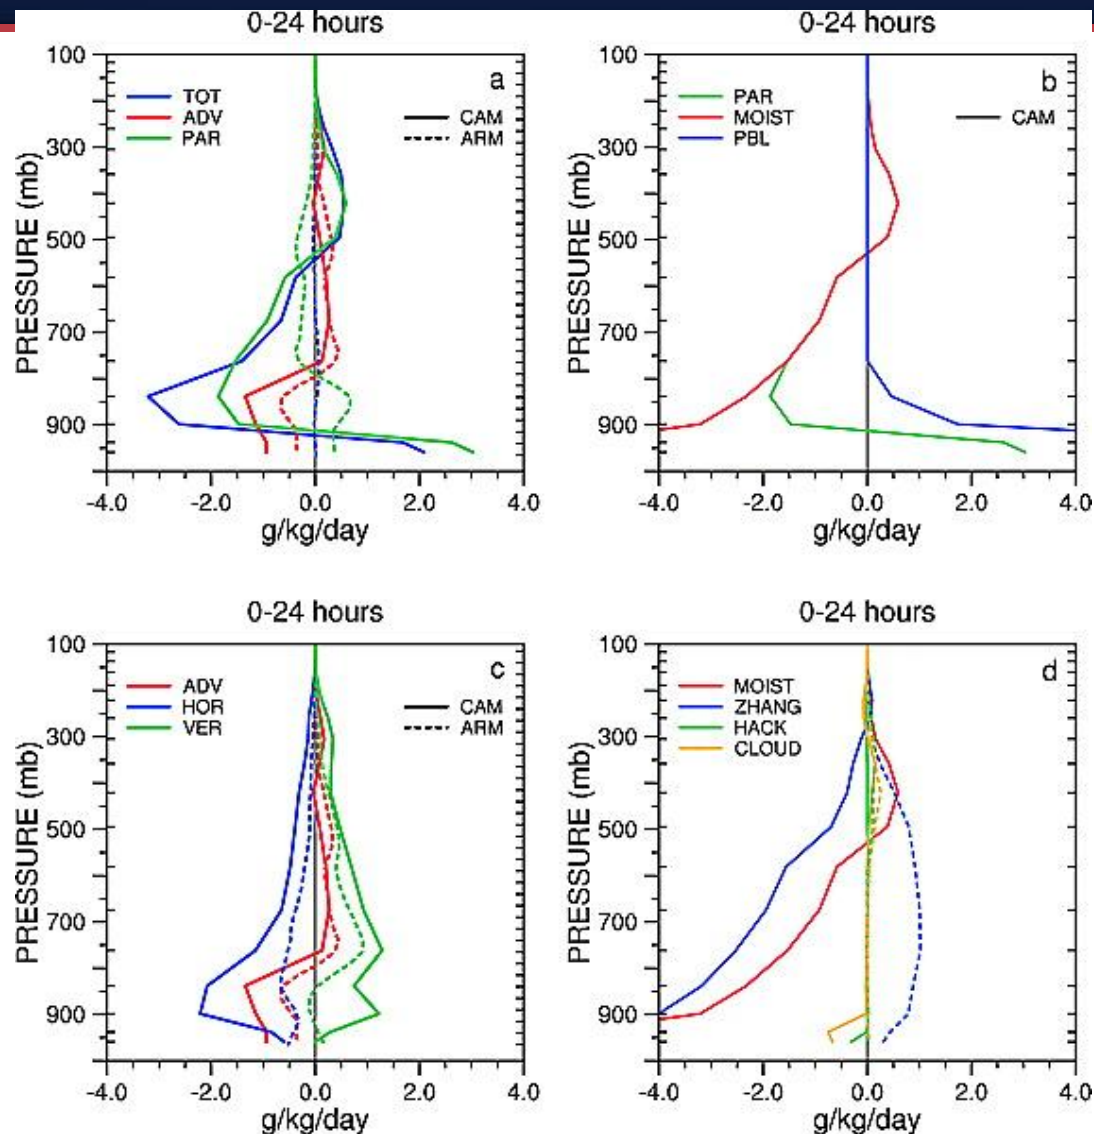 0-24 hours
a
TOT
ADV
PAR
CAM
ARM
100
300
500
700
900
PRESSURE (mb)
-4.0 -2.0 0.0 2.0 4.0
g/kg/day
0-24 hours
b
PAR
MOIST
PBL
CAM
100
300
500
700
900
PRESSURE (mb)
-4.0 -2.0 0.0 2.0 4.0
g/kg/day
0-24 hours
c
ADV
HOR
VER
CAM
ARM
100
300
500
700
900
PRESSURE (mb)
-4.0 -2.0 0.0 2.0 4.0
g/kg/day
0-24 hours
d
MOIST
ZHANG
HACK
CLOUD
100
300
500
700
900
PRESSURE (mb)
-4.0 -2.0 0.0 2.0 4.0
g/kg/day